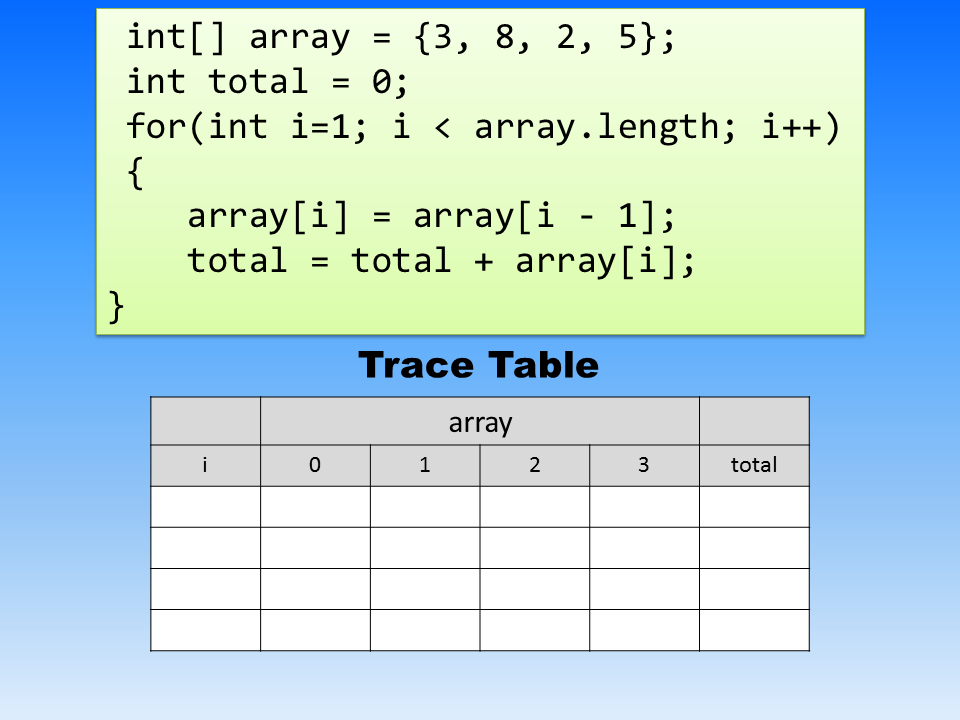 int[] array = {3, 8, 2, 5};
int total = 0;
for(int i=1; i < array.length; i++)
{
array[i] = array[i - 1];
total = total + array[i];
}
Trace Table
array
i 0 1 2 3 total